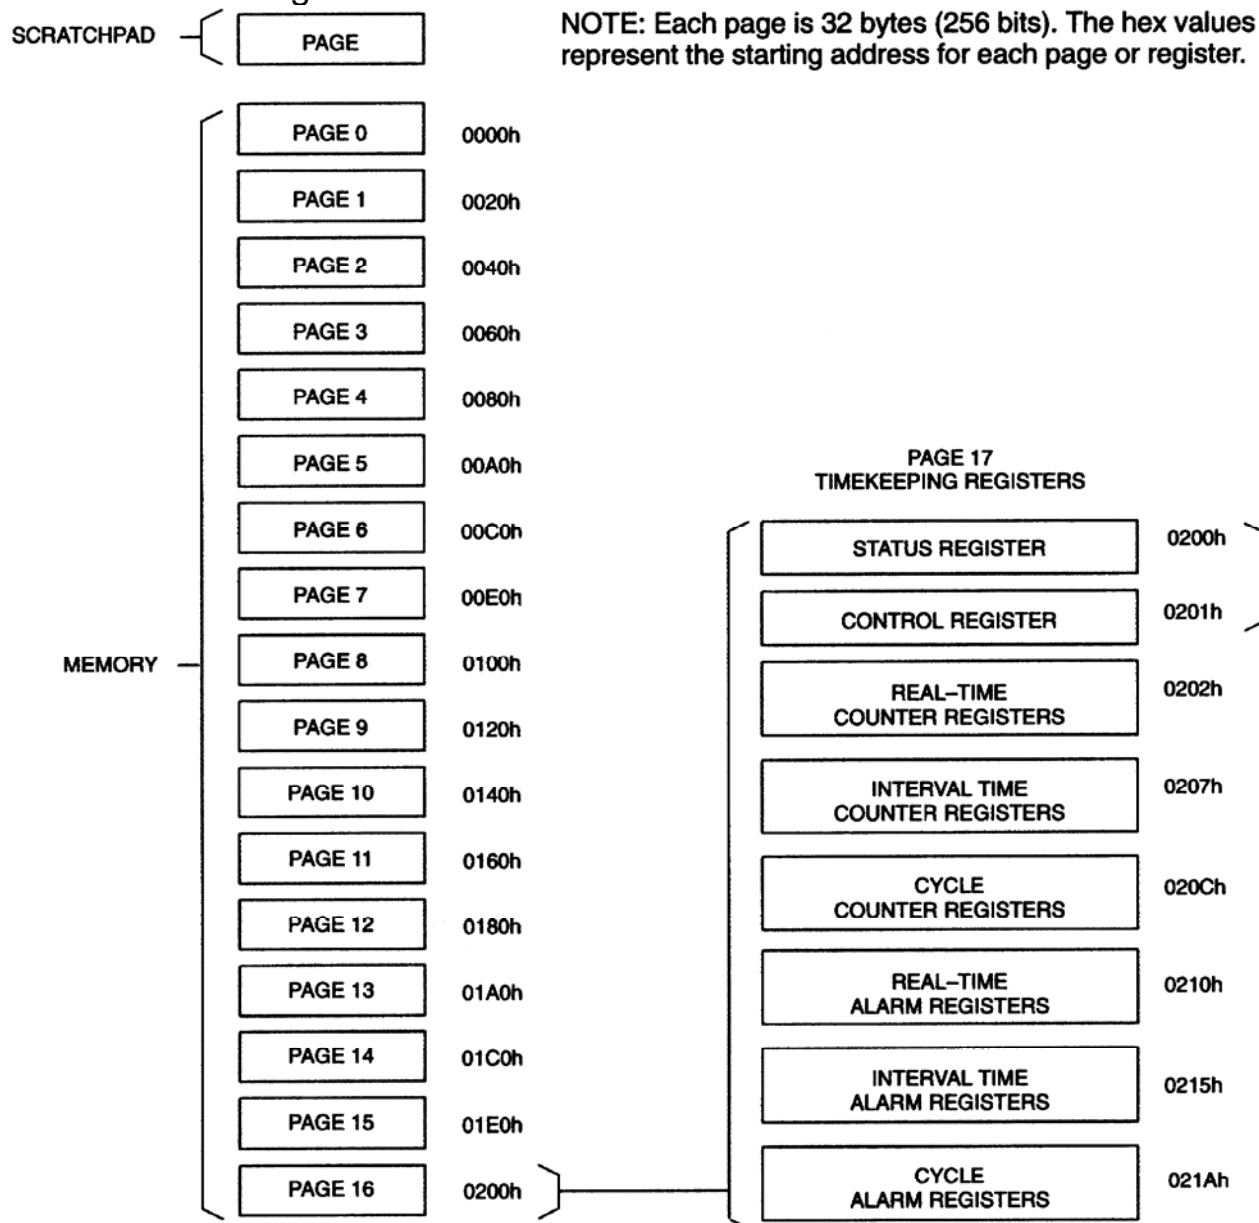 SCRATCHPAD
PAGE
NOTE: Each page is 32 bytes (256 bits). The hex values
represent the starting address for each page or register.
MEMORY
PAGE 0 0000h
PAGE 1 0020h
PAGE 2 0040h
PAGE 3 0060h
PAGE 4 0080h
PAGE 5 00A0h
PAGE 6 00C0h
PAGE 7 00E0h
PAGE 8 0100h
PAGE 9 0120h
PAGE 10 0140h
PAGE 11 0160h
PAGE 12 0180h
PAGE 13 01A0h
PAGE 14 01C0h
PAGE 15 01E0h
PAGE 16 0200h
PAGE 17
TIMEKEEPING REGISTERS
STATUS REGISTER 0200h
CONTROL REGISTER 0201h
REAL–TIME 0202h
COUNTER REGISTERS
INTERVAL TIME 0207h
COUNTER REGISTERS
CYCLE 020Ch
COUNTER REGISTERS
REAL–TIME 0210h
ALARM REGISTERS
INTERVAL TIME 0215h
ALARM REGISTERS
CYCLE 021Ah
ALARM REGISTERS